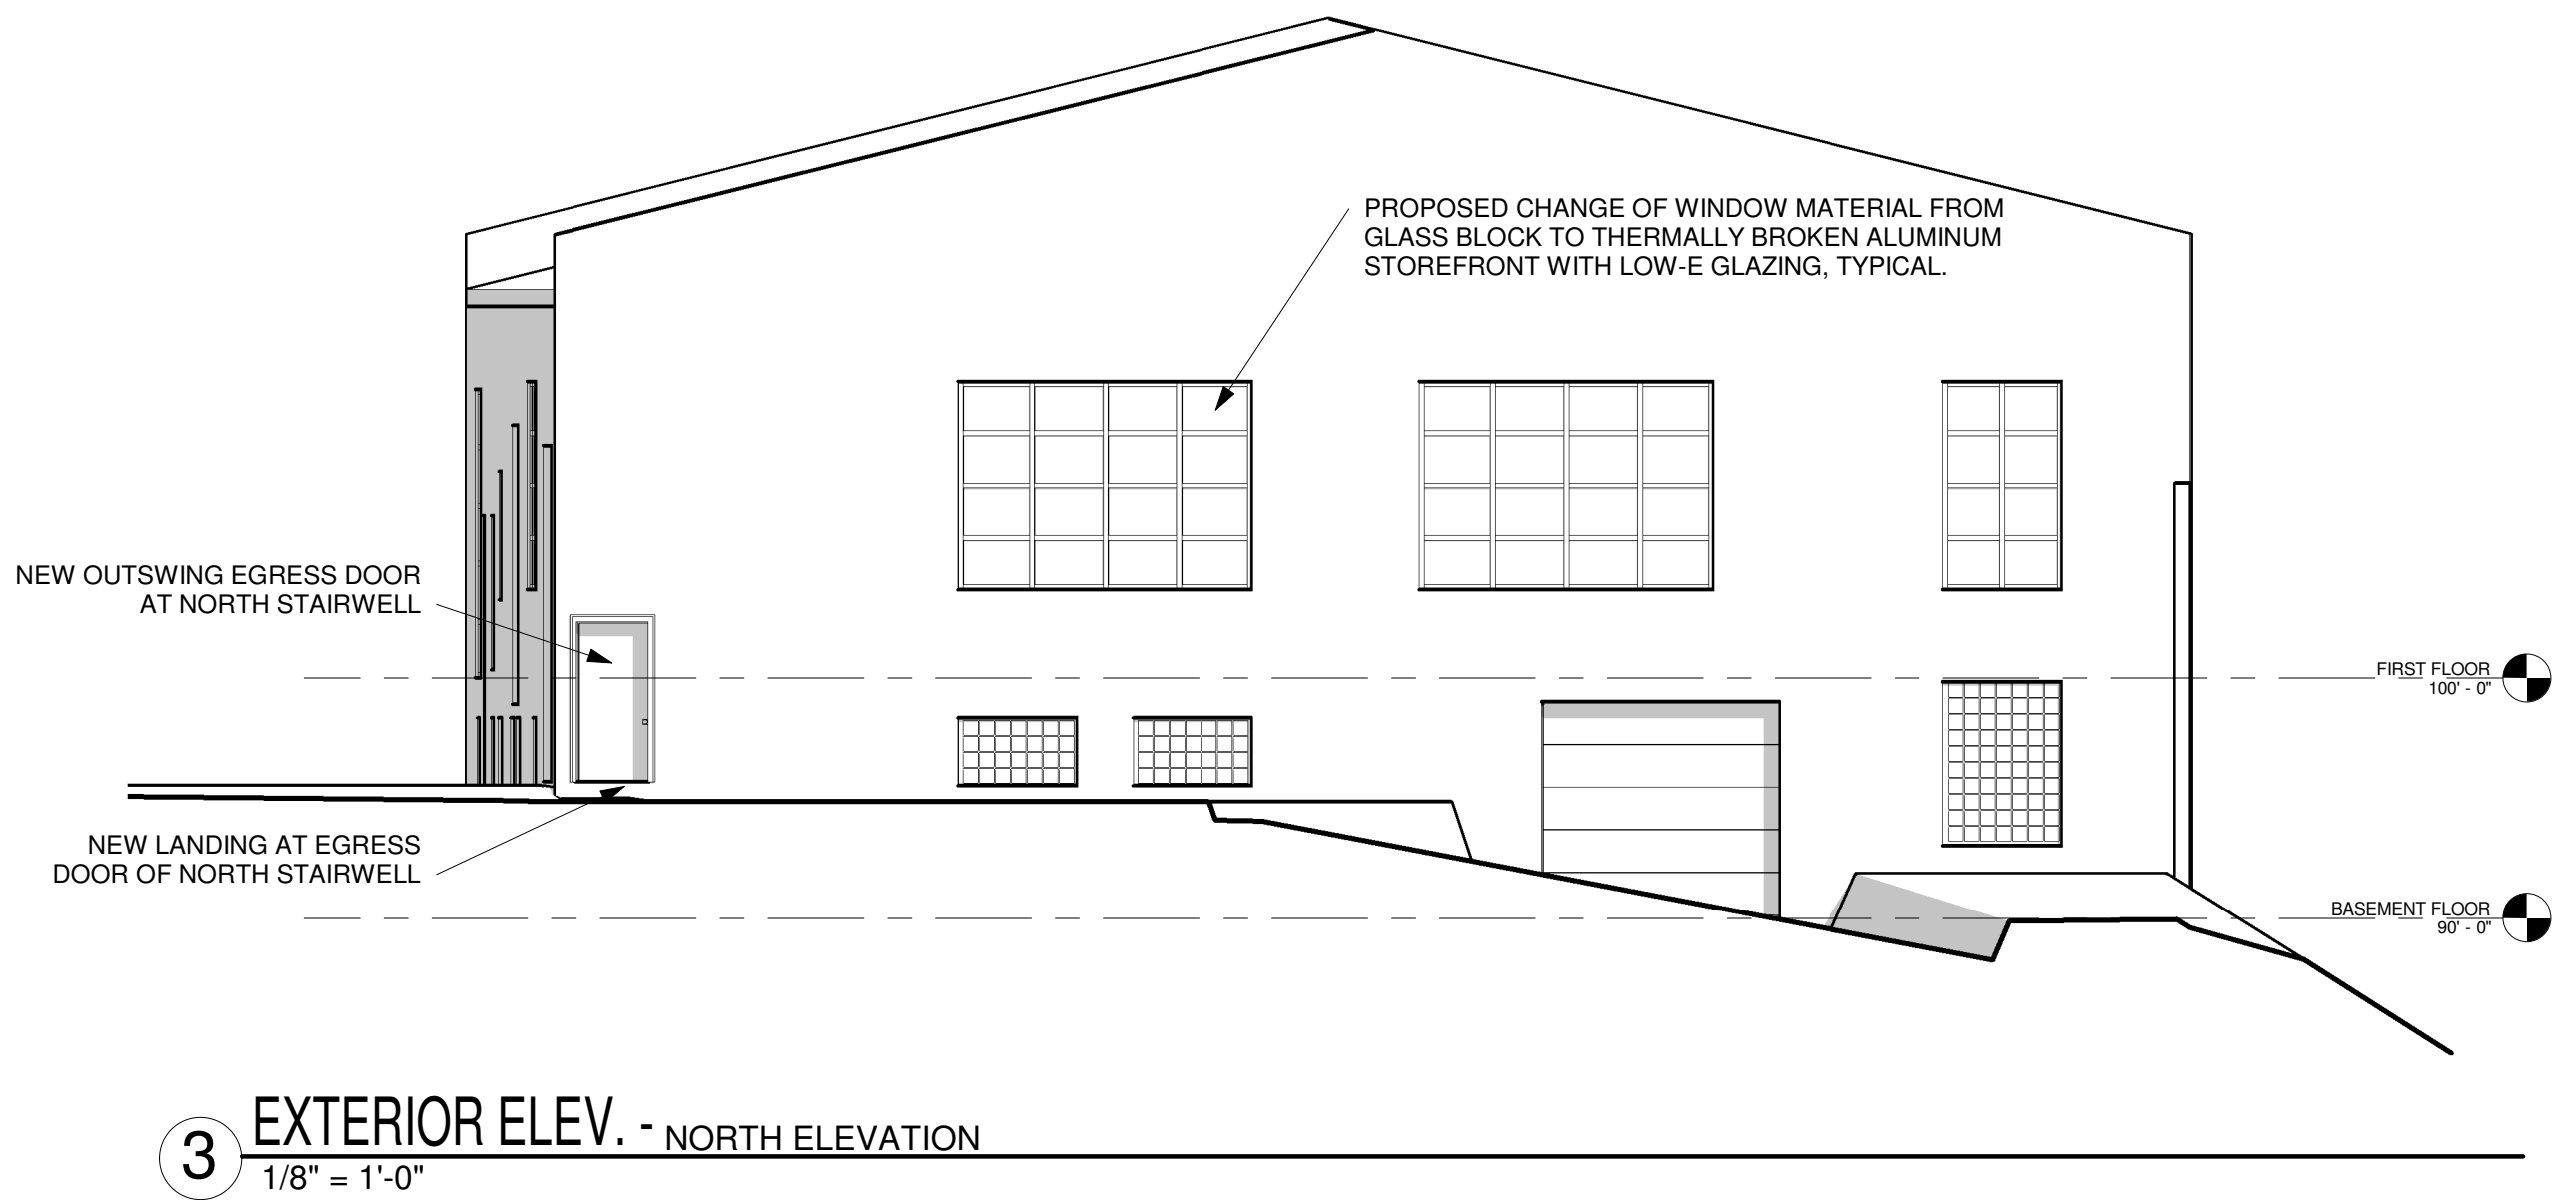 PROPOSED CHANGE OF WINDOW MATERIAL FROM
GLASS BLOCK TO THERMALLY BROKEN ALUMINUM
STOREFRONT WITH LOW-E GLAZING, TYPICAL.
NEW OUTSWING EGRESS DOOR
AT NORTH STAIRWELL
FIRST FLOOR
100' - 0"
NEW LANDING AT EGRESS
DOOR OF NORTH STAIRWELL
BASEMENT FLOOR
90' - 0"
3 EXTERIOR ELEV. - NORTH ELEVATION
1/8" = 1'-0"